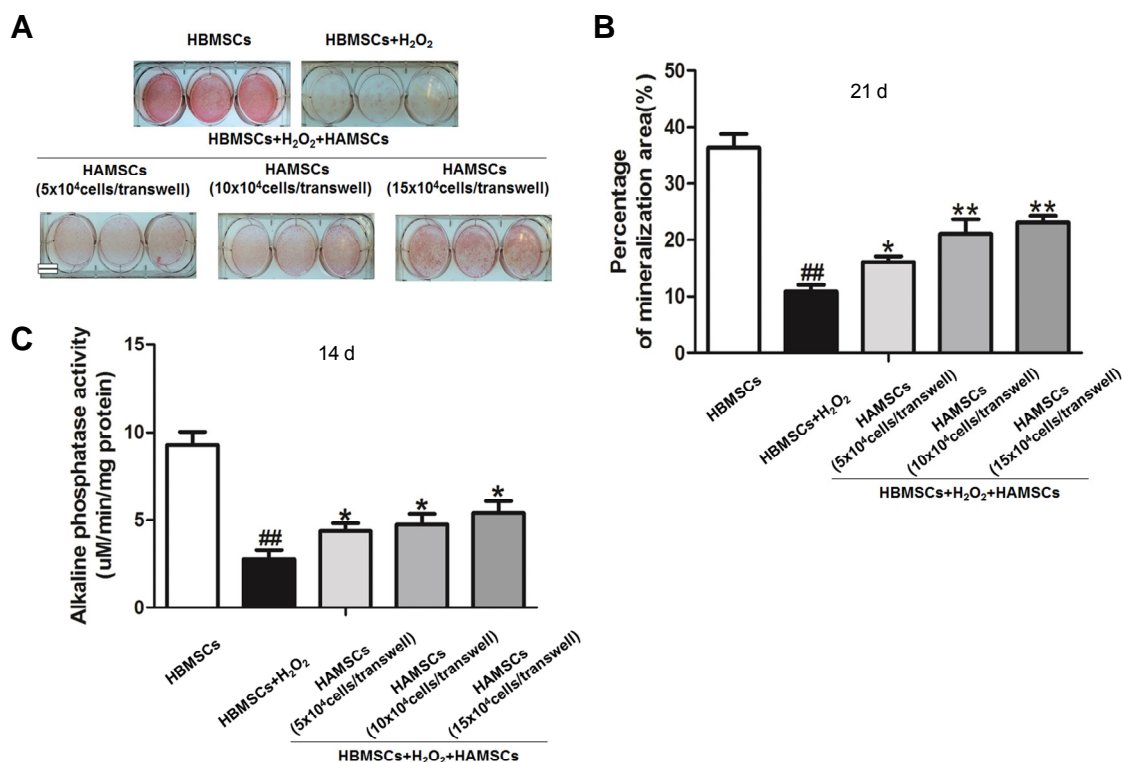 A
HBMSCs
HBMSCs+H₂O₂
HBMSCs+H₂O₂+HAMSCs
HAMSCs
(5x10⁴cells/transwell)
HAMSCs
(10x10⁴cells/transwell)
HAMSCs
(15x10⁴cells/transwell)
B
21 d
Percentage
of mineralization area(%)
50
40
30
20
10
0
##
*
**
**
HBMSCs
HBMSCs+H₂O₂
HAMSCs
(5x10⁴cells/transwell)
HAMSCs
(10x10⁴cells/transwell)
HAMSCs
(15x10⁴cells/transwell)
HBMSCs+H₂O₂+HAMSCs
C
14 d
Alkaline phosphatase activity
(uM/min/mg protein)
15
10
5
0
##
*
*
*
HBMSCs
HBMSCs+H₂O₂
HAMSCs
(5x10⁴cells/transwell)
HAMSCs
(10x10⁴cells/transwell)
HAMSCs
(15x10⁴cells/transwell)
HBMSCs+H₂O₂+HAMSCs